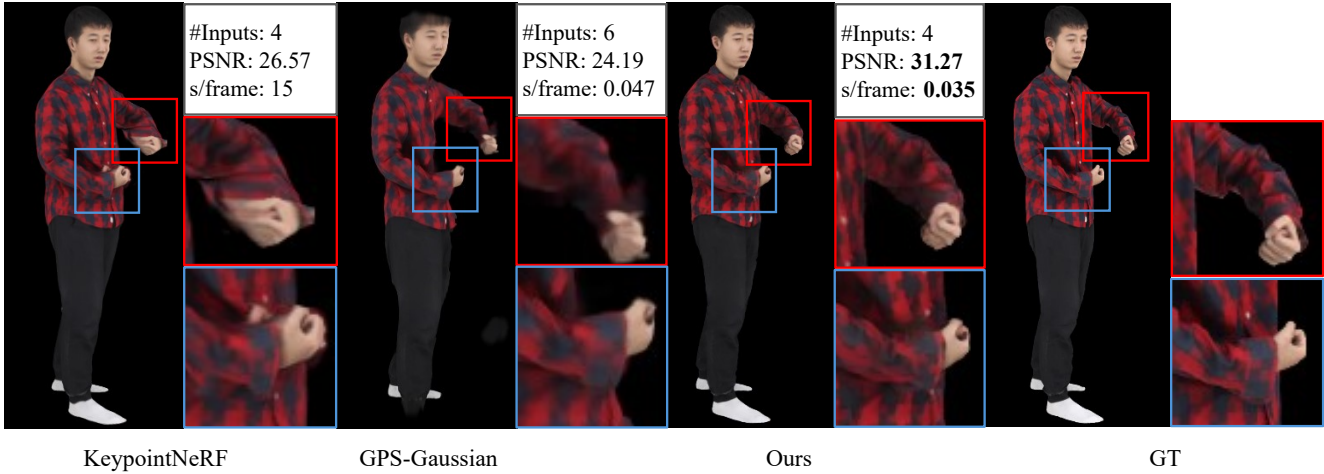 #Inputs: 4
PSNR: 26.57
s/frame: 15
#Inputs: 6
PSNR: 24.19
s/frame: 0.047
#Inputs: 4
PSNR: 31.27
s/frame: 0.035
KeypointNeRF
GPS-Gaussian
Ours
GT